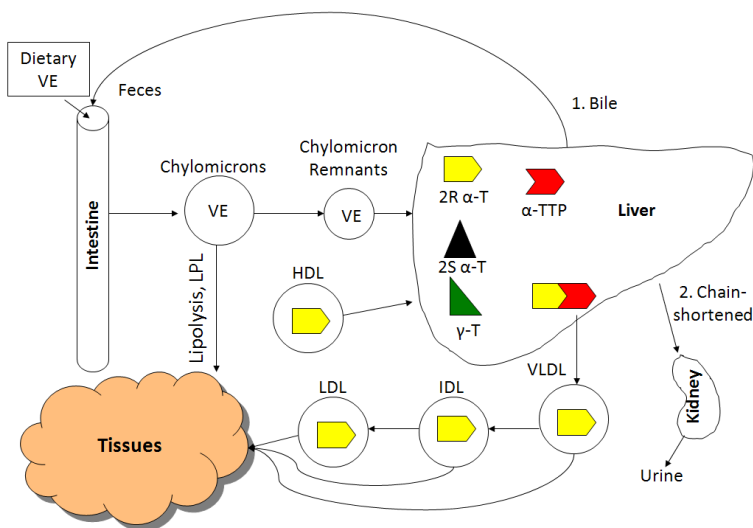 Dietary
VE
Feces
1. Bile
Intestine
Chylomicrons
VE
Chylomicron
Remnants
VE
2R α-T
α-TTP
Liver
2S α-T
γ-T
HDL
Lipolysis, LPL
2. Chain-
shortened
VLDL
IDL
LDL
Tissues
Kidney
Urine